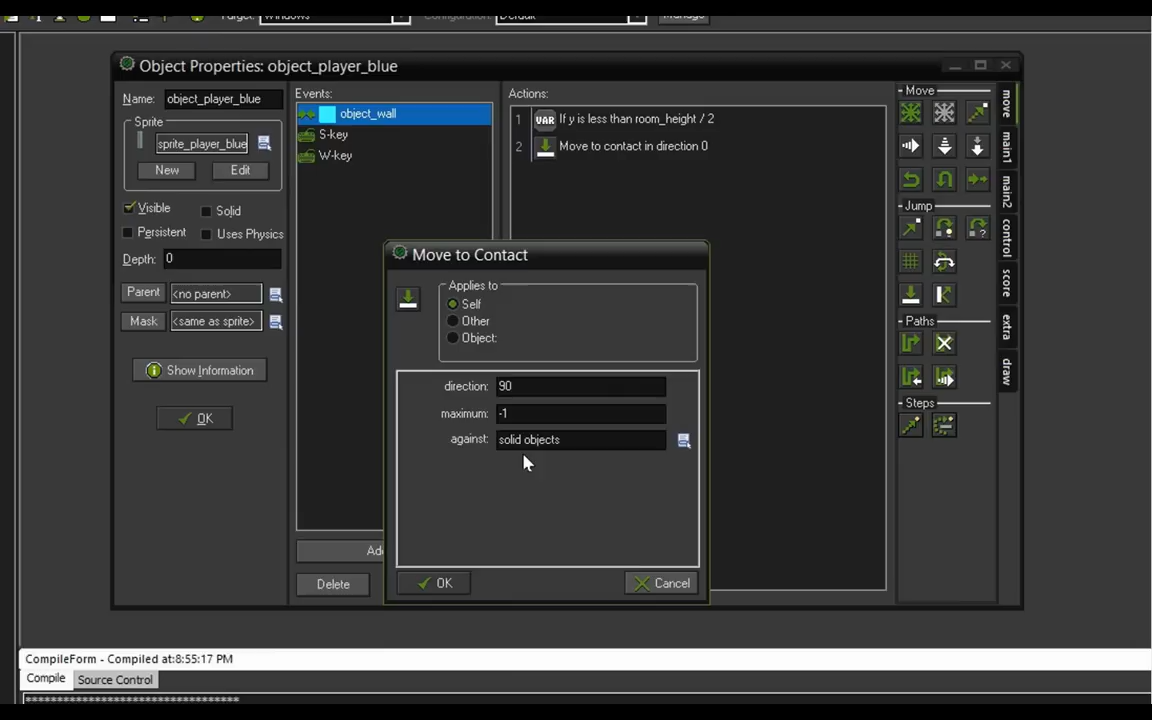 Target: Windows
Configuration: Default
Manage
Object Properties: object_player_blue
Name: object_player_blue
Sprite
sprite_player_blue
New
Edit
Visible
Solid
Persistent
Uses Physics
Depth: 0
Parent
<no parent>
Mask
<same as sprite>
Show Information
OK
Events:
object_wall
S-key
W-key
Add
Delete
Actions:
1 VAR If y is less than room_height / 2
2 Move to contact in direction 0
Move to Contact
Applies to
Self
Other
Object:
direction: 90
maximum: -1
against: solid objects
OK
Cancel
Move
Jump
Paths
Steps
move
main1
main2
control
score
extra
draw
CompileForm - Compiled at:8:55:17 PM
Compile
Source Control